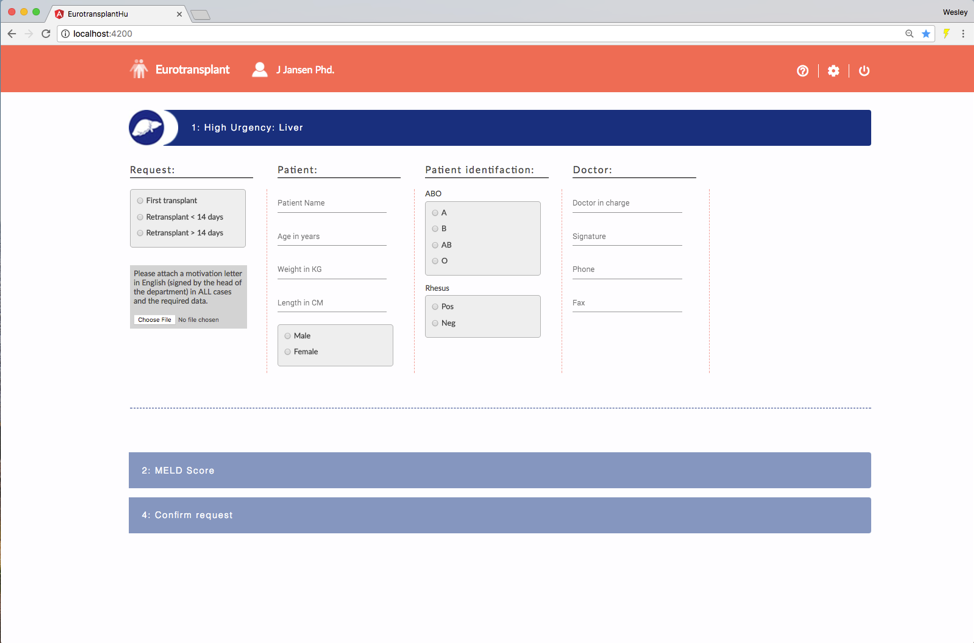 EurotransplantHu
Wesley
localhost:4200
Eurotransplant
J Jansen Phd.
1: High Urgency: Liver
Request:
First transplant
Retransplant < 14 days
Retransplant > 14 days
Please attach a motivation letter
in English (signed by the head of
the department) in ALL cases
and the required data.
Choose File No file chosen
Patient:
Patient Name
Age in years
Weight in KG
Length in CM
Male
Female
Patient identifaction:
ABO
A
B
AB
O
Rhesus
Pos
Neg
Doctor:
Doctor in charge
Signature
Phone
Fax
2: MELD Score
4: Confirm request